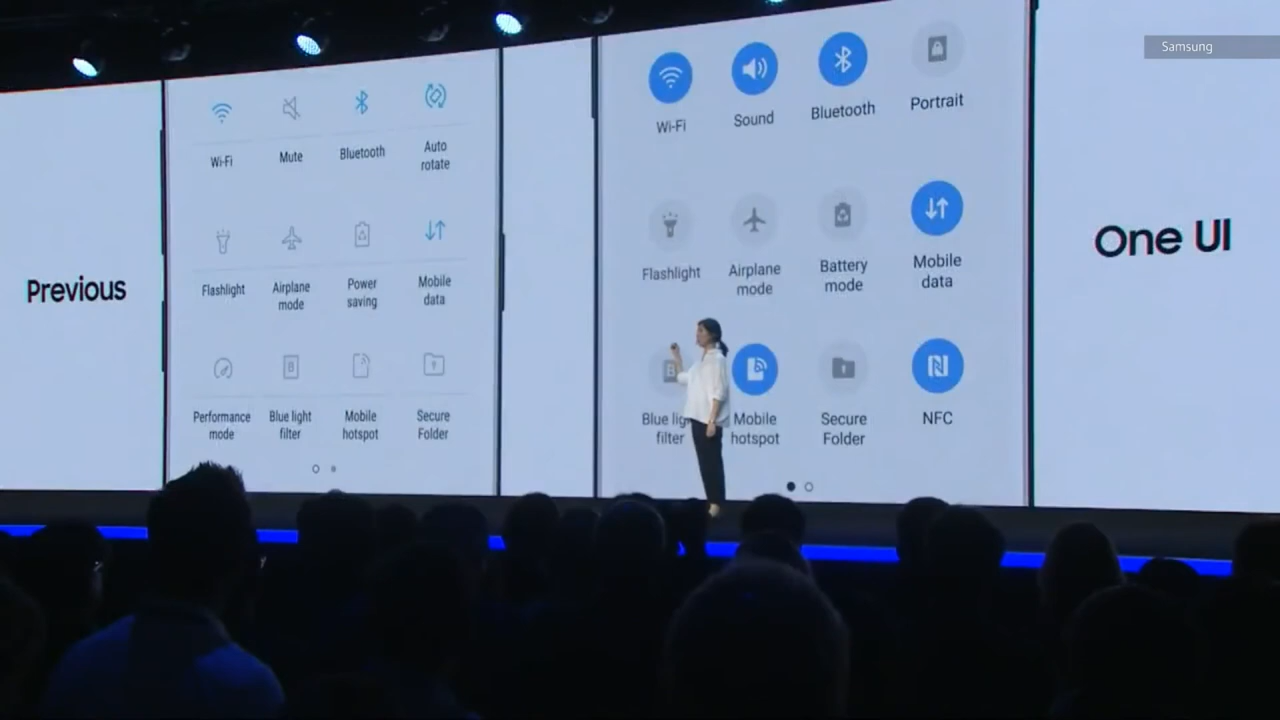 Samsung
Previous
Wi-Fi
Mute
Bluetooth
Auto
rotate
Flashlight
Airplane
mode
Power
saving
Mobile
data
Performance
mode
Blue light
filter
Mobile
hotspot
Secure
Folder
Wi-Fi
Sound
Bluetooth
Portrait
Flashlight
Airplane
mode
Battery
mode
Mobile
data
B
Blue lig
filter
Mobile
hotspot
Secure
Folder
NFC
One UI